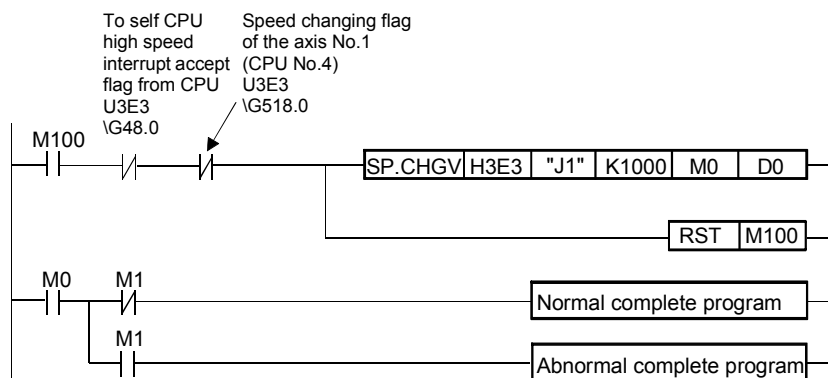 To self CPU
high speed
interrupt accept
flag from CPU
U3E3
\G48.0
Speed changing flag
of the axis No.1
(CPU No.4)
U3E3
\G518.0
M100
SP.CHGV H3E3 "J1" K1000 M0 D0
RST M100
M0 M1
Normal complete program
M1
Abnormal complete program